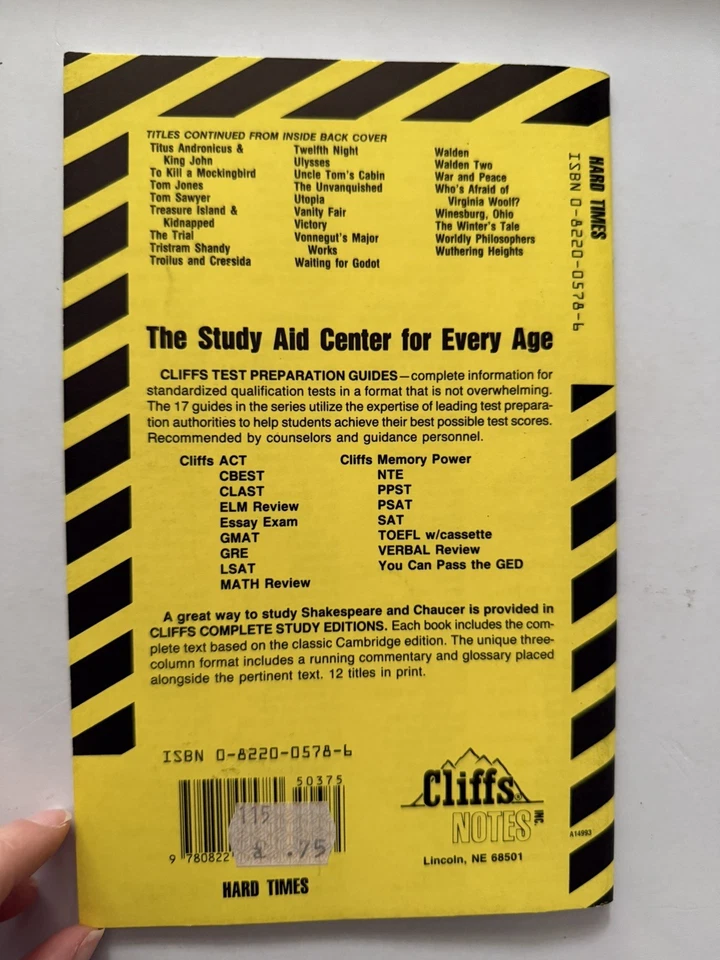 TITLES CONTINUED FROM INSIDE BACK COVER
Titus Andronicus &
King John
To Kill a Mockingbird
Tom Jones
Tom Sawyer
Treasure Island &
Kidnapped
The Trial
Tristram Shandy
Troilus and Cressida
Twelfth Night
Ulysses
Uncle Tom's Cabin
The Unvanquished
Utopia
Vanity Fair
Victory
Vonnegut's Major
Works
Waiting for Godot
Walden
Walden Two
War and Peace
Who's Afraid of
Virginia Woolf?
Winesburg, Ohio
The Winter's Tale
Worldly Philosophers
Wuthering Heights
HARD TIMES
ISBN 0-8220-0578-6
The Study Aid Center for Every Age
CLIFFS TEST PREPARATION GUIDES—complete information for
standardized qualification tests in a format that is not overwhelming.
The 17 guides in the series utilize the expertise of leading test prepara-
tion authorities to help students achieve their best possible test scores.
Recommended by counselors and guidance personnel.
Cliffs ACT
CBEST
CLAST
ELM Review
Essay Exam
GMAT
GRE
LSAT
MATH Review
Cliffs Memory Power
NTE
PPST
PSAT
SAT
TOEFL w/cassette
VERBAL Review
You Can Pass the GED
A great way to study Shakespeare and Chaucer is provided in
CLIFFS COMPLETE STUDY EDITIONS. Each book includes the com-
plete text based on the classic Cambridge edition. The unique three-
column format includes a running commentary and glossary placed
alongside the pertinent text. 12 titles in print.
ISBN 0-8220-0578-6
50375
115
.75
9 780822
HARD TIMES
Cliffs
NOTES INC.
Lincoln, NE 68501
A14993